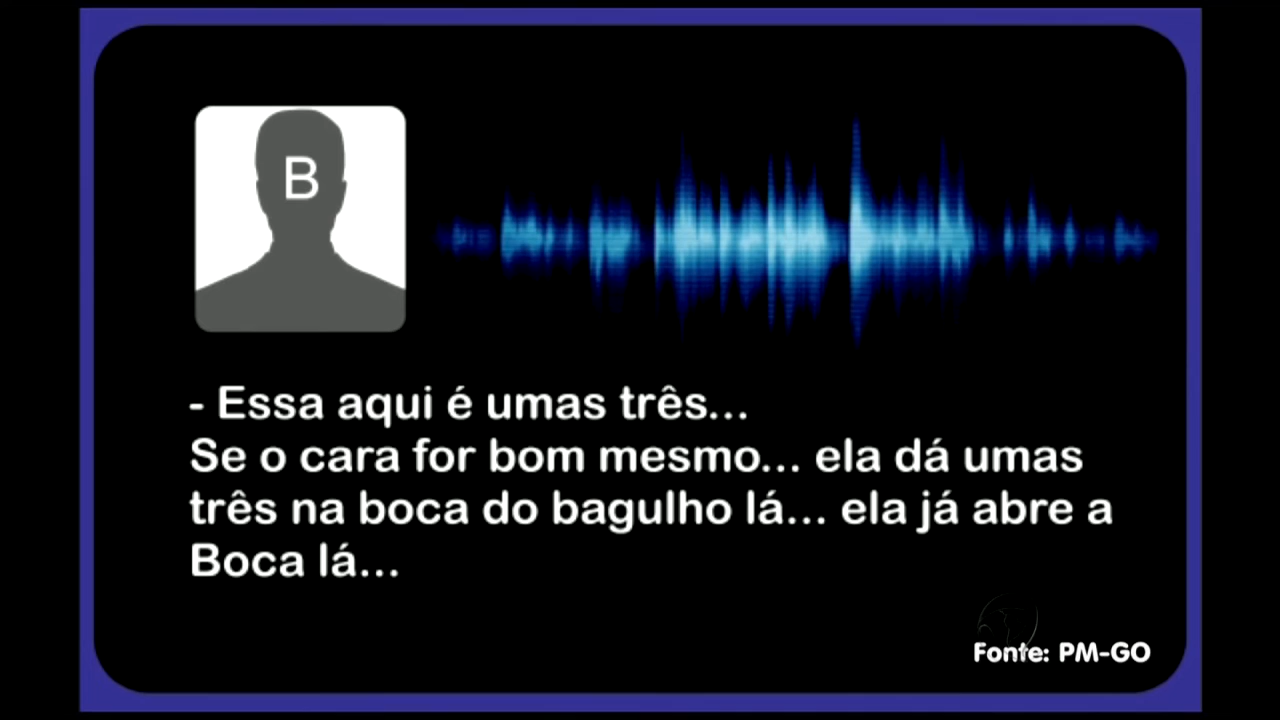 B
- Essa aqui é umas três...
Se o cara for bom mesmo... ela dá umas
três na boca do bagulho lá... ela já abre a
Boca lá...
Fonte: PM-GO